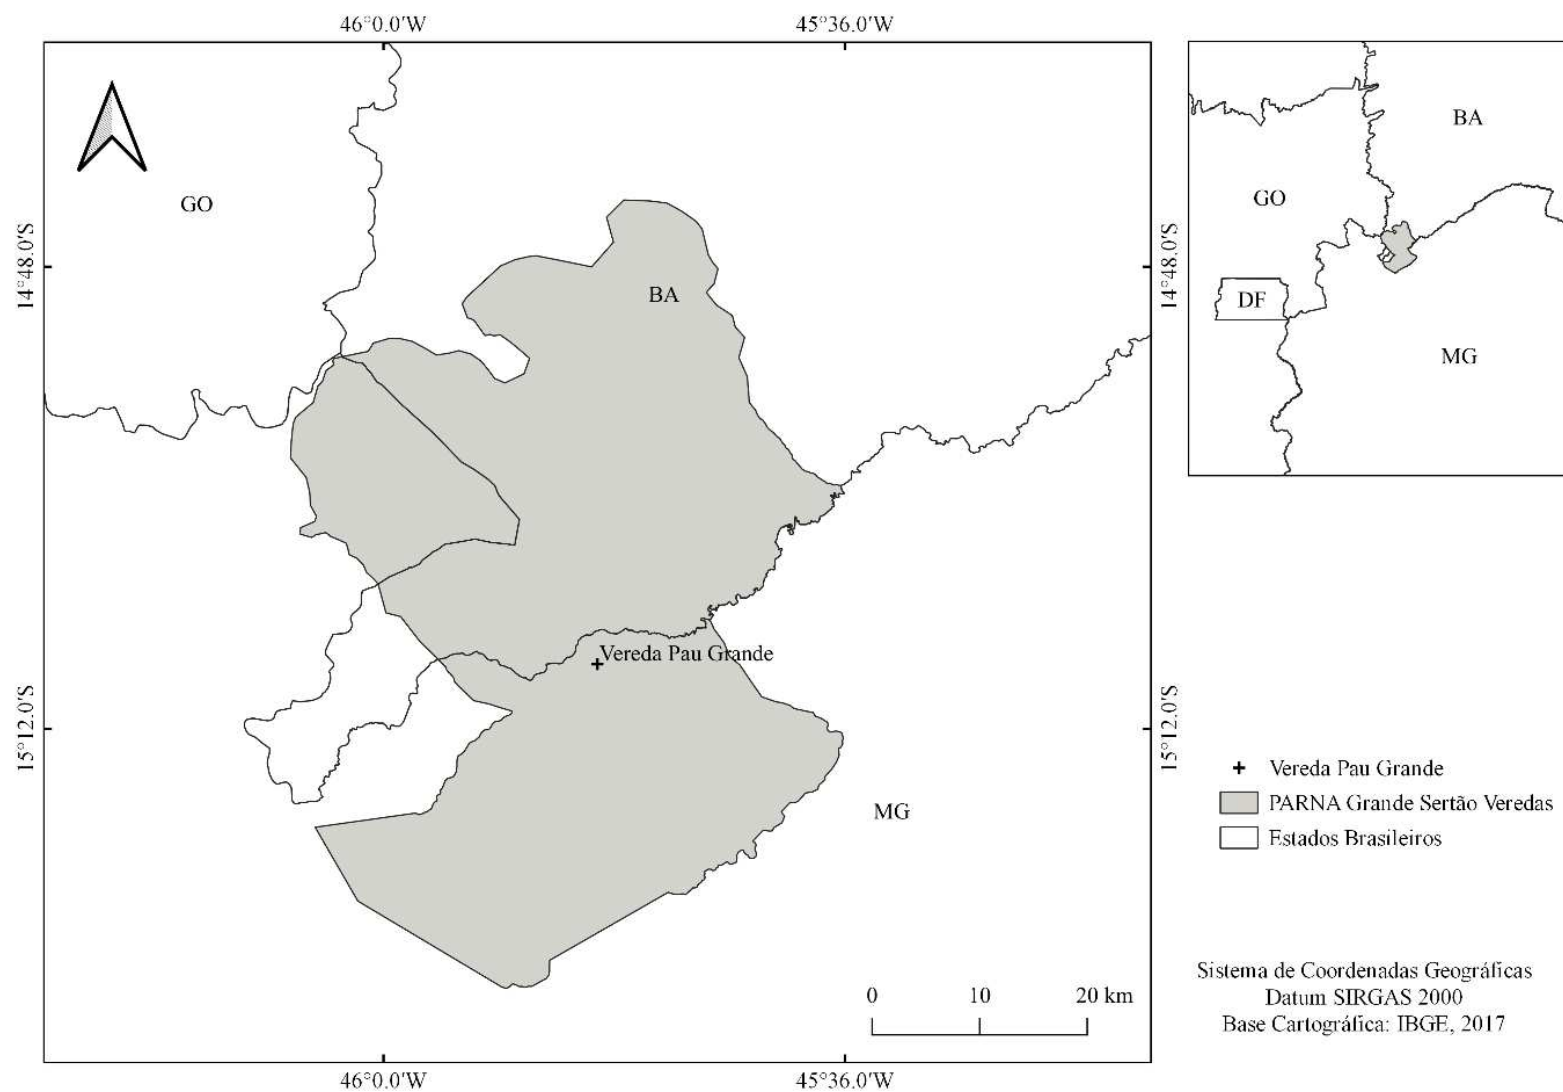 46°0.0'W
45°36.0'W
GO
BA
14°48.0'S
14°48.0'S
Vereda Pau Grande
15°12.0'S
15°12.0'S
MG
0
10
20 km
46°0.0'W
45°36.0'W
BA
GO
DF
MG
Vereda Pau Grande
PARNA Grande Sertão Veredas
Estados Brasileiros
Sistema de Coordenadas Geográficas
Datum SIRGAS 2000
Base Cartográfica: IBGE, 2017